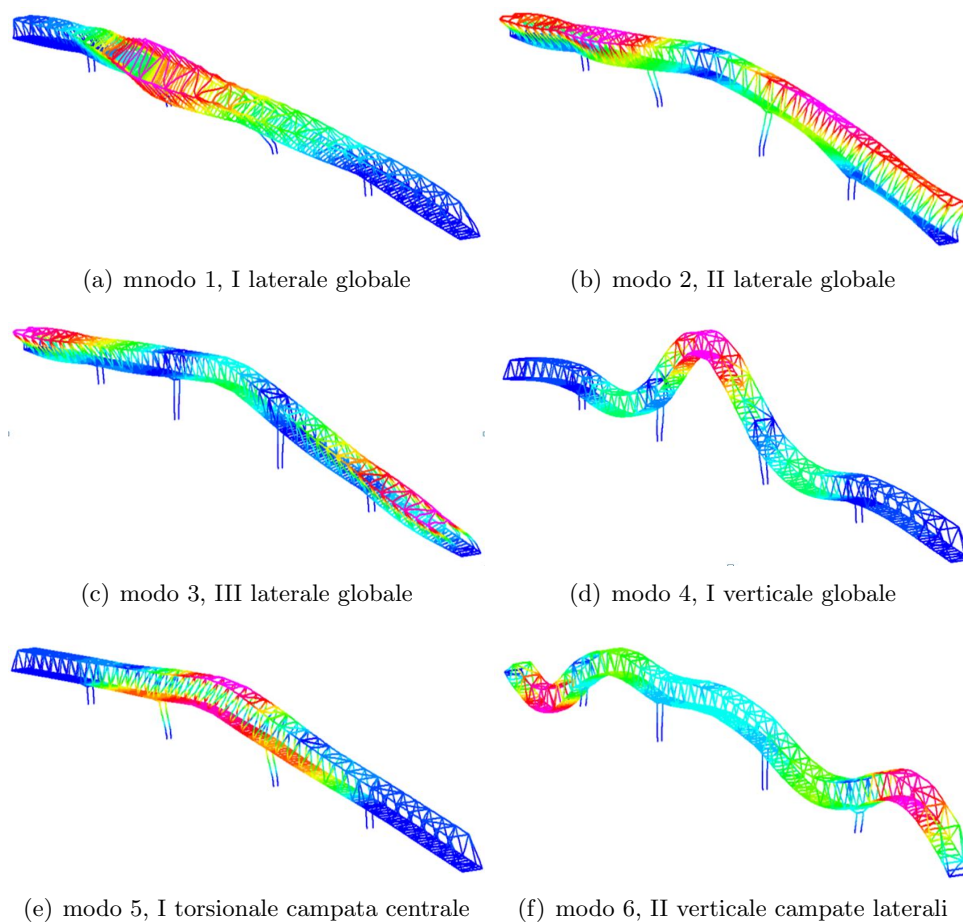 (a) mnodo 1, I laterale globale
(b) modo 2, II laterale globale
(c) modo 3, III laterale globale
(d) modo 4, I verticale globale
(e) modo 5, I torsionale campata centrale
(f) modo 6, II verticale campate laterali